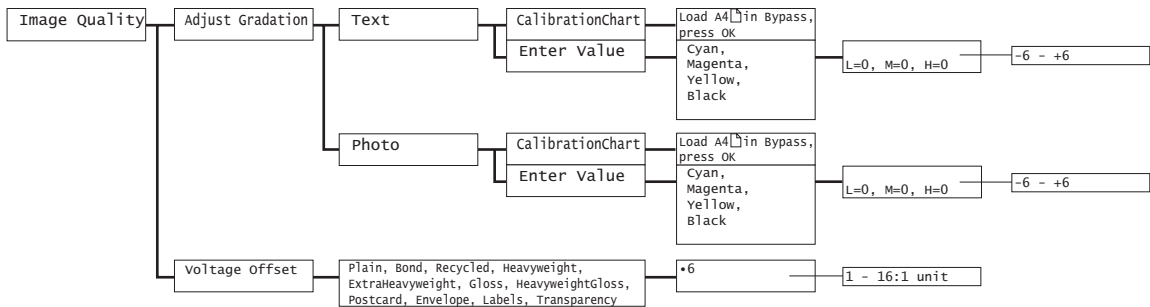 Image Quality
Adjust Gradation
Text
CalibrationChart
Load A4 in Bypass,
press OK
Enter Value
Cyan,
Magenta,
Yellow,
Black
L=0, M=0, H=0
-6 - +6
Photo
CalibrationChart
Load A4 in Bypass,
press OK
Enter Value
Cyan,
Magenta,
Yellow,
Black
L=0, M=0, H=0
-6 - +6
Voltage Offset
Plain, Bond, Recycled, Heavyweight,
ExtraHeavyweight, Gloss, HeavyweightGloss,
Postcard, Envelope, Labels, Transparency
•6
1 - 16:1 unit